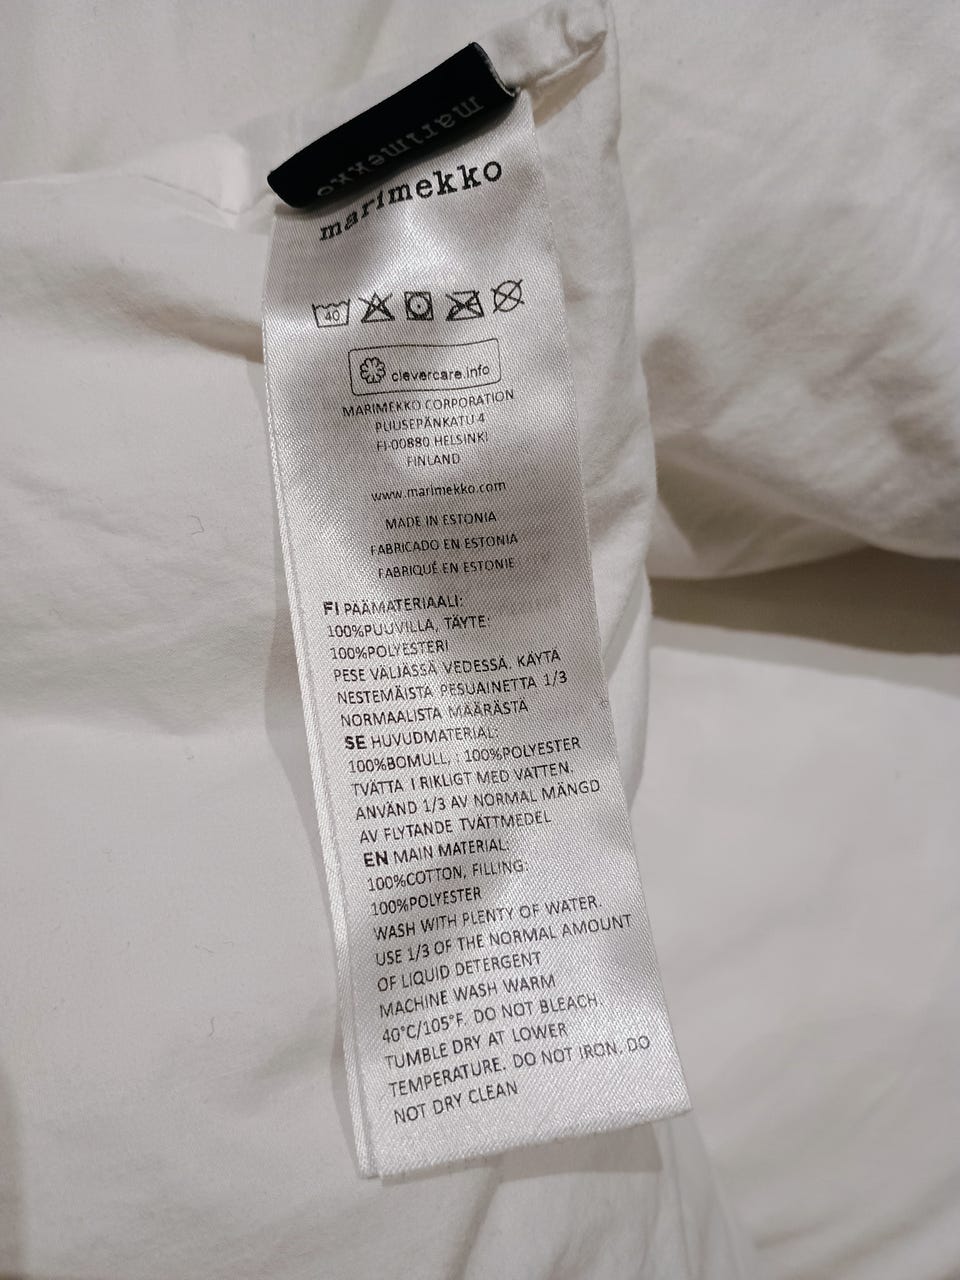 marimekko
marimekko
40
clevercare.info
MARIMEKKO CORPORATION
PUUSEPÄNKATU 4
FI-00880 HELSINKI
FINLAND
www.marimekko.com
MADE IN ESTONIA
FABRICADO EN ESTONIA
FABRIQUÉ EN ESTONIE
FI PÄÄMATERIAALI:
100%PUUVILLA, TÄYTE:
100%POLYESTERI
PESE VÄLJÄSSÄ VEDESSÄ. KÄYTÄ
NESTEMÄISTÄ PESUAINETTA 1/3
NORMAALISTA MÄÄRÄSTÄ
SE HUVUDMATERIAL:
100%BOMULL, : 100%POLYESTER
TVÄTTA I RIKLIGT MED VATTEN.
ANVÄND 1/3 AV NORMAL MÄNGD
AV FLYTANDE TVÄTTMEDEL
EN MAIN MATERIAL:
100%COTTON, FILLING:
100%POLYESTER
WASH WITH PLENTY OF WATER.
USE 1/3 OF THE NORMAL AMOUNT
OF LIQUID DETERGENT
MACHINE WASH WARM
40°C/105°F. DO NOT BLEACH.
TUMBLE DRY AT LOWER
TEMPERATURE. DO NOT IRON. DO
NOT DRY CLEAN